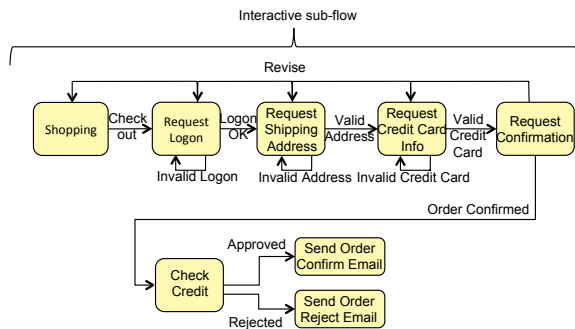 Interactive sub-flow
Revise
Shopping
Check
out
Request
Logon
Logon
OK
Request
Shipping
Address
Valid
Address
Request
Credit Card
Info
Valid
Credit
Card
Request
Confirmation
Invalid Logon
Invalid Address
Invalid Credit Card
Order Confirmed
Check
Credit
Approved
Send Order
Confirm Email
Rejected
Send Order
Reject Email